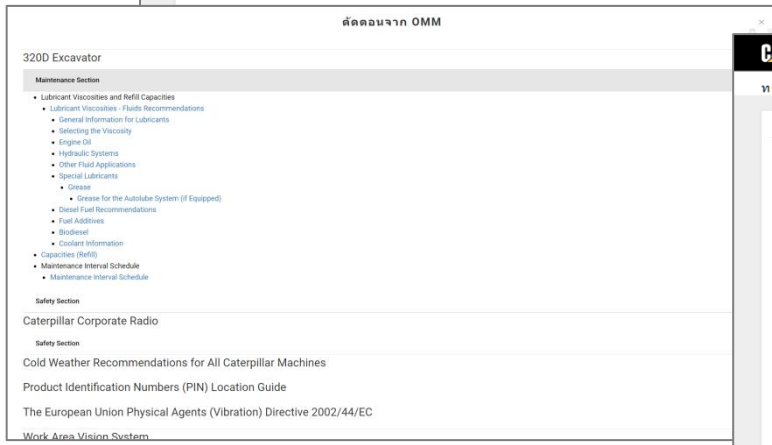 ตัดตอนจาก OMM
×
320D Excavator
Maintenance Section
• Lubricant Viscosities and Refill Capacities
• Lubricant Viscosities - Fluids Recommendations
• General Information for Lubricants
• Selecting the Viscosity
• Engine Oil
• Hydraulic Systems
• Other Fluid Applications
• Special Lubricants
• Grease
• Grease for the Autolube System (if Equipped)
• Diesel Fuel Recommendations
• Fuel Additives
• Biodiesel
• Coolant Information
• Capacities (Refill)
• Maintenance Interval Schedule
• Maintenance Interval Schedule
Safety Section
Caterpillar Corporate Radio
Safety Section
Cold Weather Recommendations for All Caterpillar Machines
Product Identification Numbers (PIN) Location Guide
The European Union Physical Agents (Vibration) Directive 2002/44/EC
Work Area Vision System